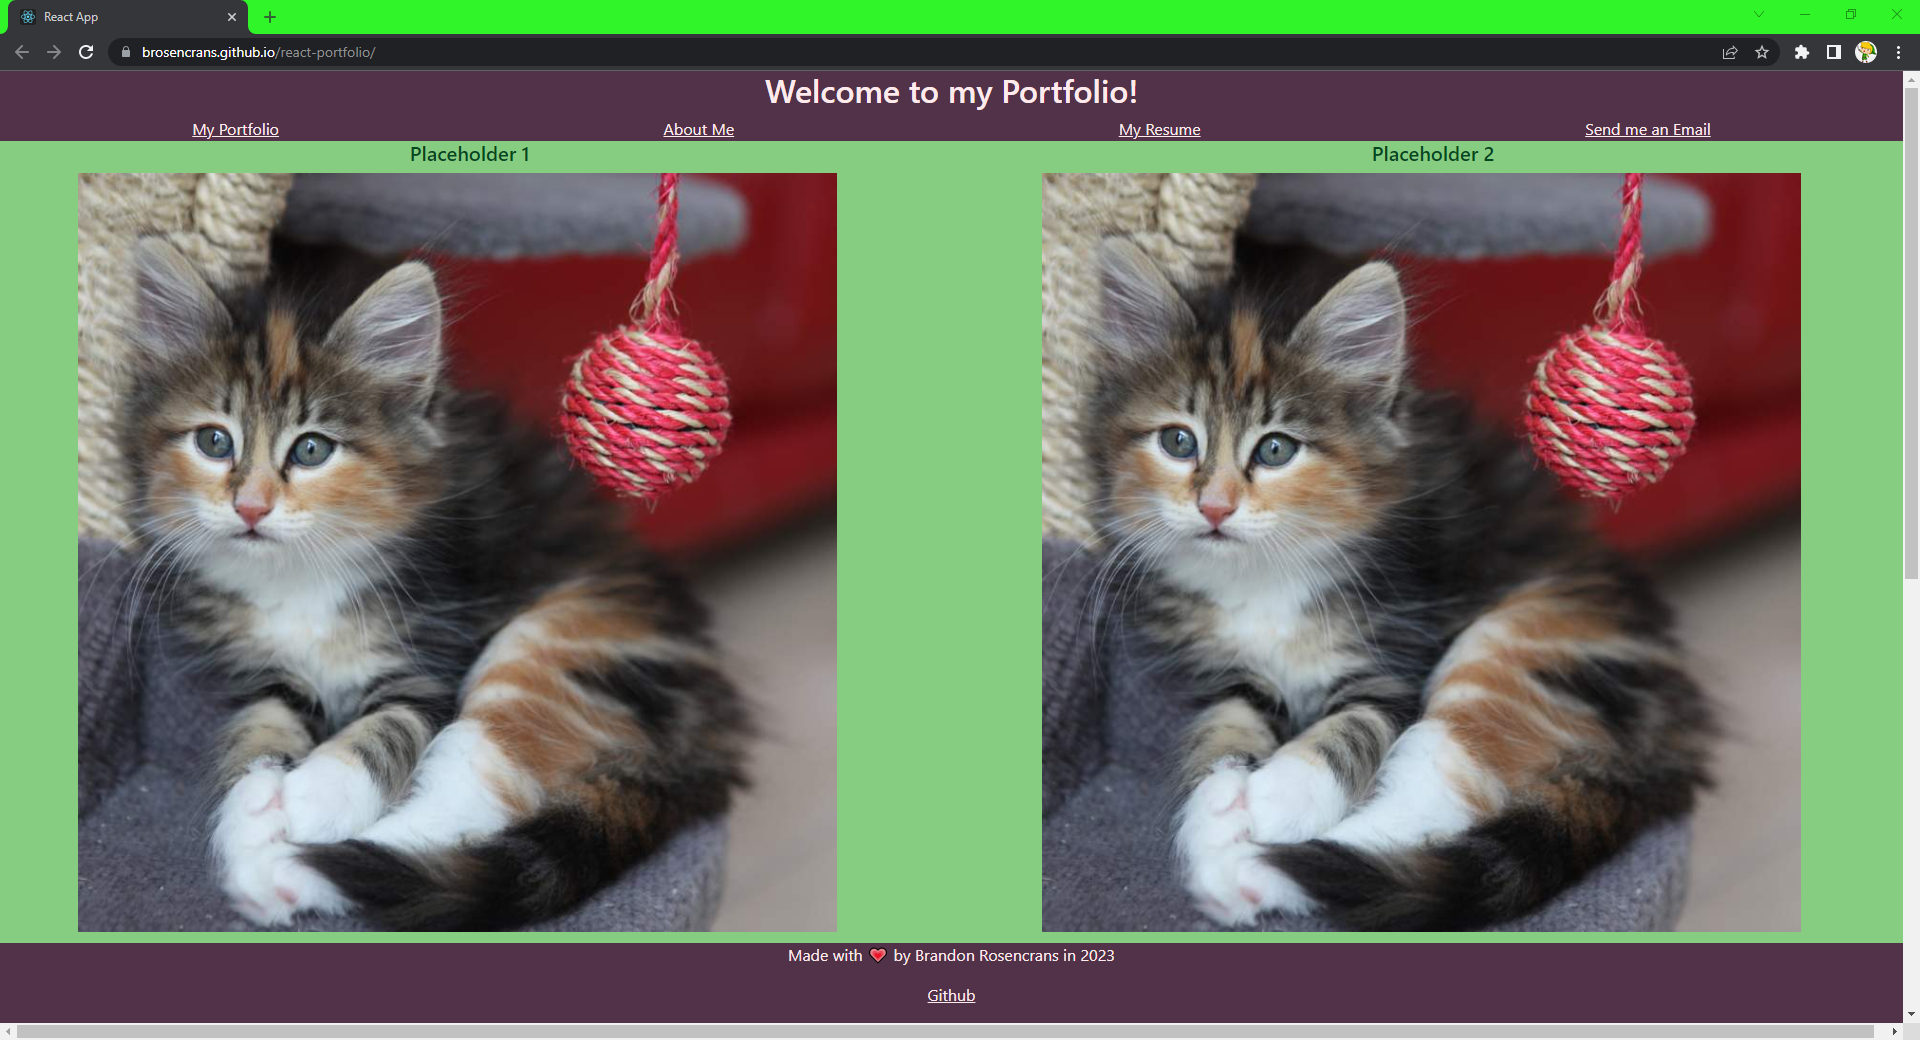 React App
brosencrans.github.io/react-portfolio/
Welcome to my Portfolio!
My Portfolio About Me My Resume Send me an Email
Placeholder 1 Placeholder 2
Made with ❤️ by Brandon Rosencrans in 2023
Github